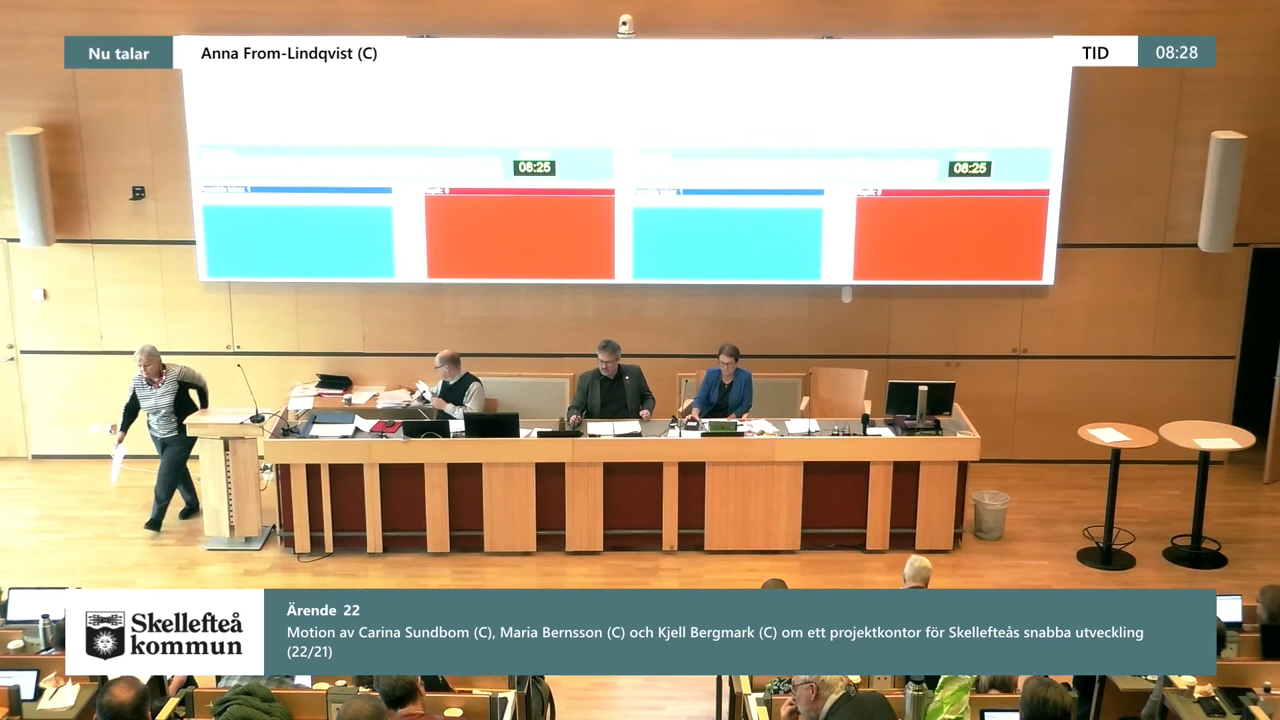 Nu talar
Anna From-Lindqvist (C)
TID
08:28
08:25
08:25
Skellefteå
kommun
Ärende 22
Motion av Carina Sundbom (C), Maria Bernsson (C) och Kjell Bergmark (C) om ett projektkontor för Skellefteås snabba utveckling
(22/21)